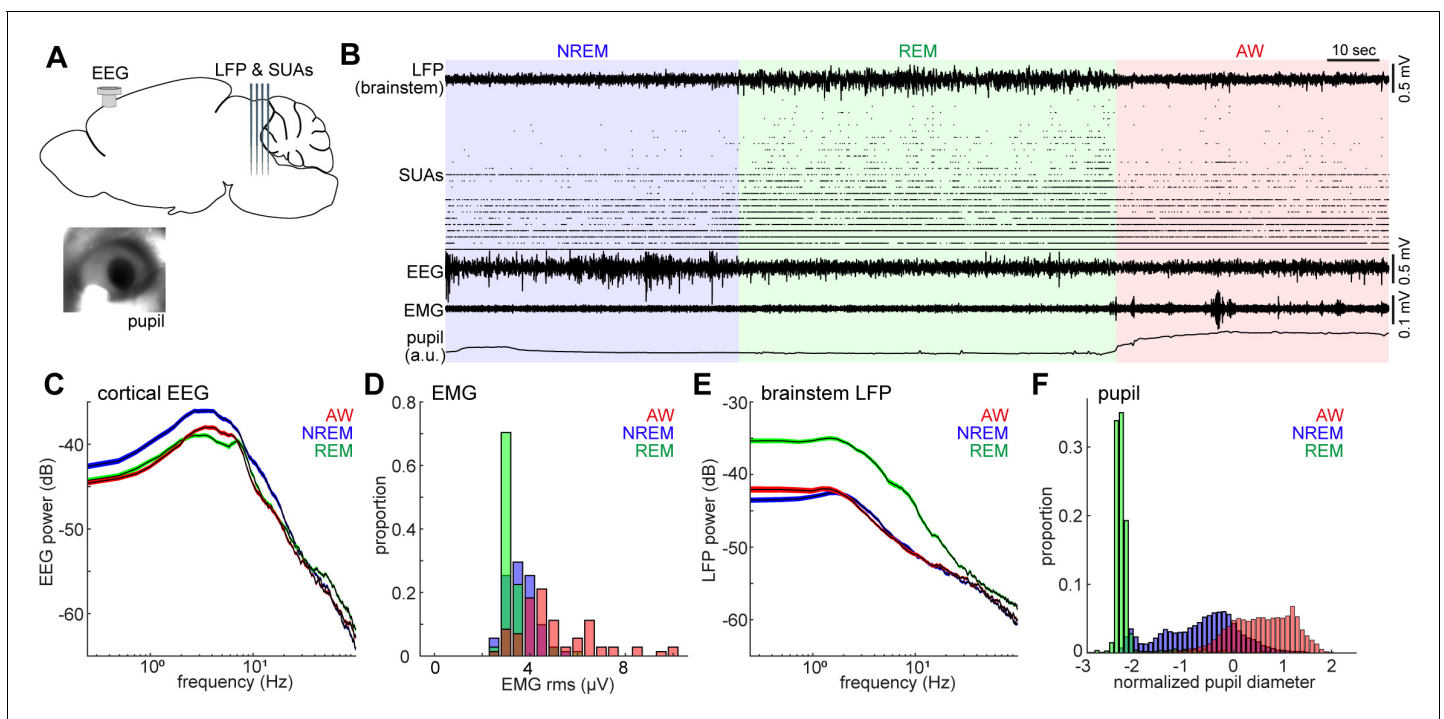 A
EEG
LFP & SUAs
pupil
B
NREM
REM
AW
10 sec
LFP
(brainstem)
0.5 mV
SUAs
EEG
0.5 mV
EMG
0.1 mV
pupil
(a.u.)
C
cortical EEG
AW
NREM
REM
-40
-50
-60
EEG power (dB)
10⁰
10¹
frequency (Hz)
D
EMG
AW
NREM
REM
0.8
0.6
0.4
0.2
0
proportion
0
4
8
EMG rms (µV)
E
brainstem LFP
AW
NREM
REM
-30
-40
-50
-60
LFP power (dB)
10⁰
10¹
frequency (Hz)
F
pupil
AW
NREM
REM
0.3
0.2
0.1
0
proportion
-3
-2
-1
0
1
2
normalized pupil diameter